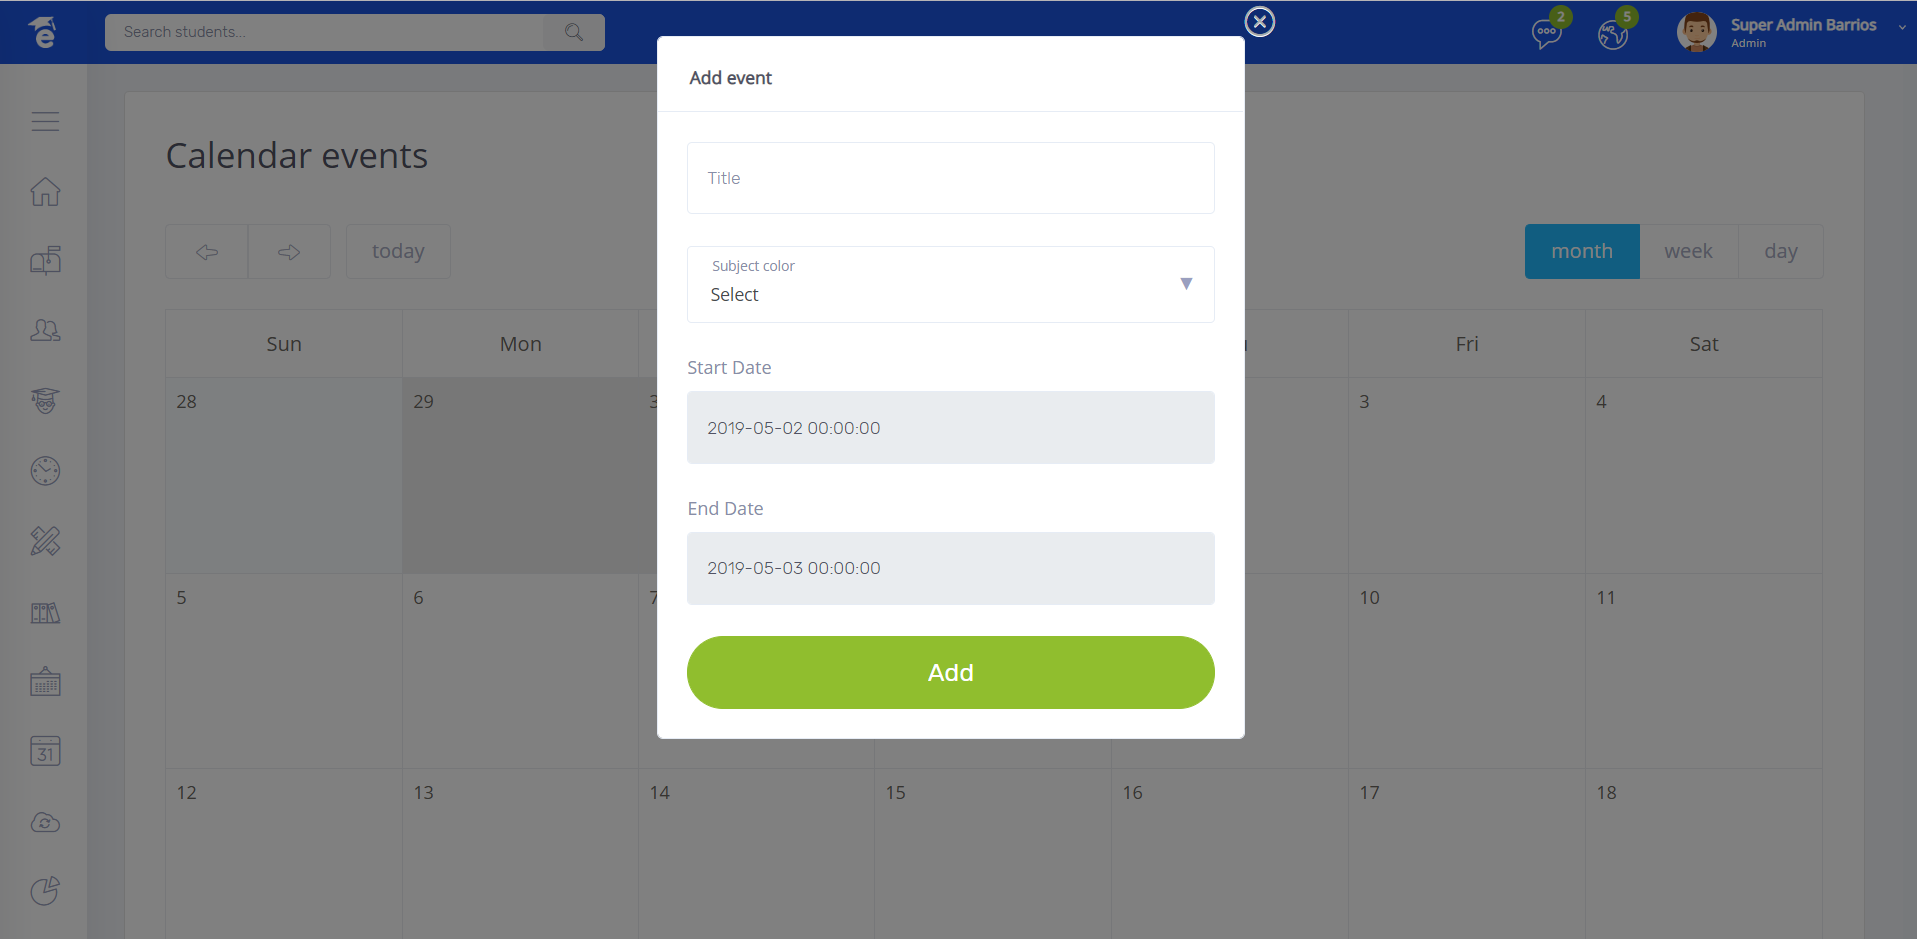 e
Search students...
2
5
Super Admin Barrios
Admin
Add event
Calendar events
Title
today
month
week
day
Subject color
Select
Sun
Mon
Fri
Sat
Start Date
28
29
3
4
2019-05-02 00:00:00
End Date
2019-05-03 00:00:00
5
6
7
10
11
Add
31
12
13
14
15
16
17
18